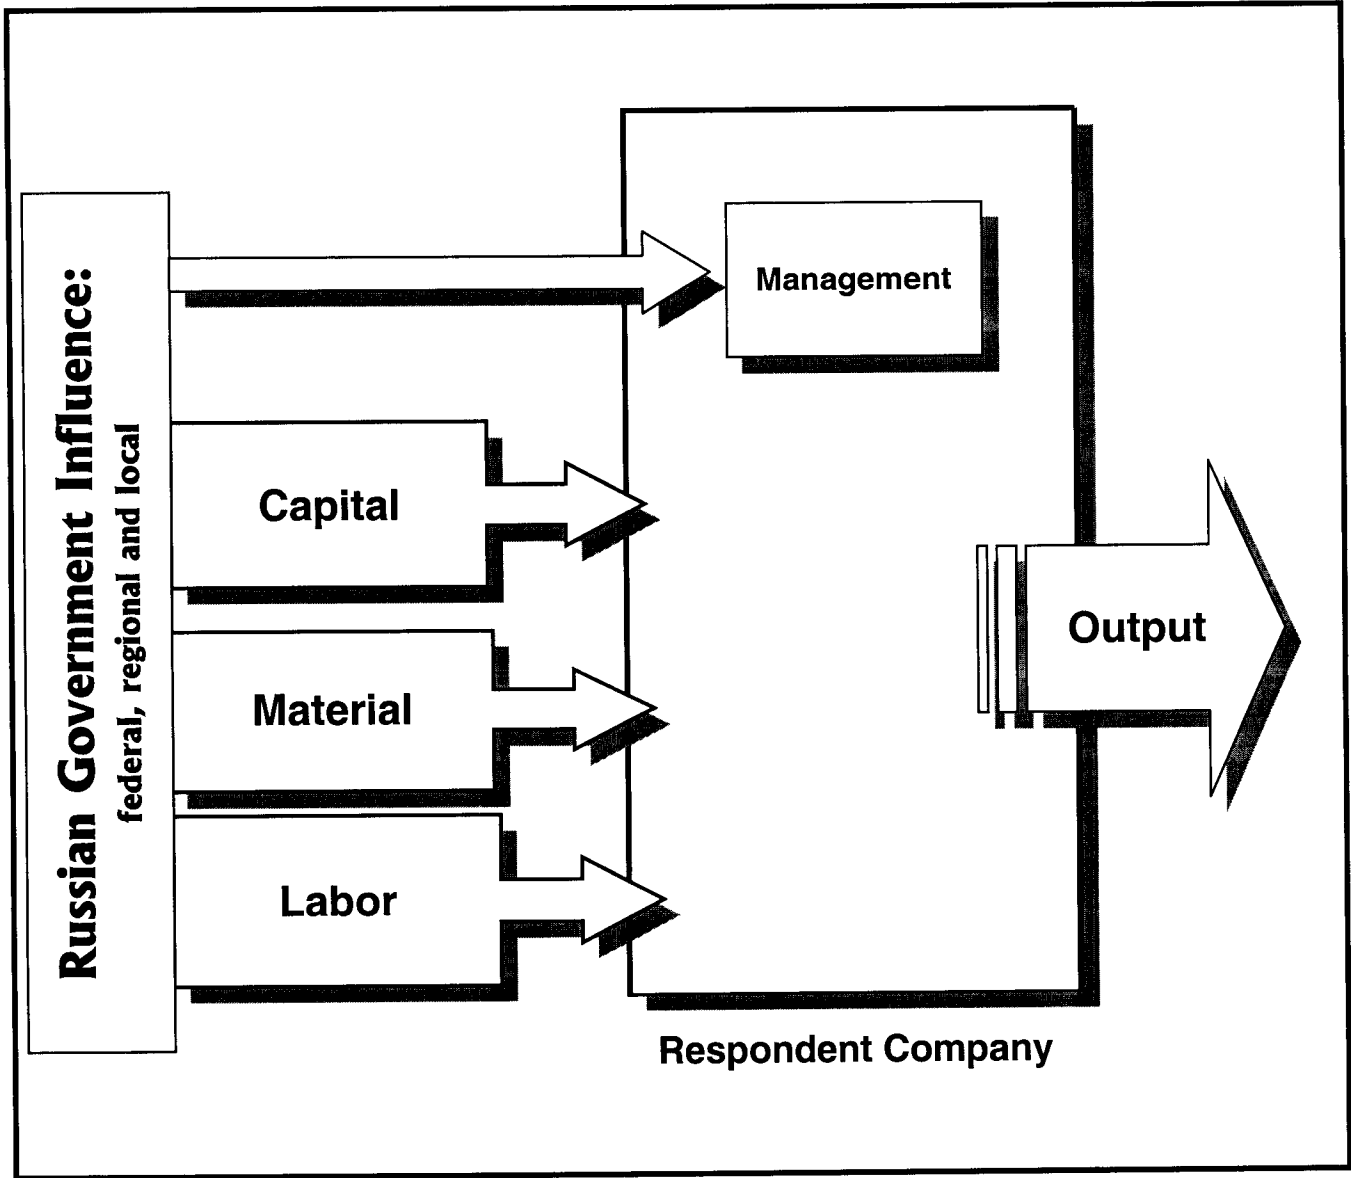 Russian Government Influence:
federal, regional and local
Management
Capital
Material
Labor
Output
Respondent Company